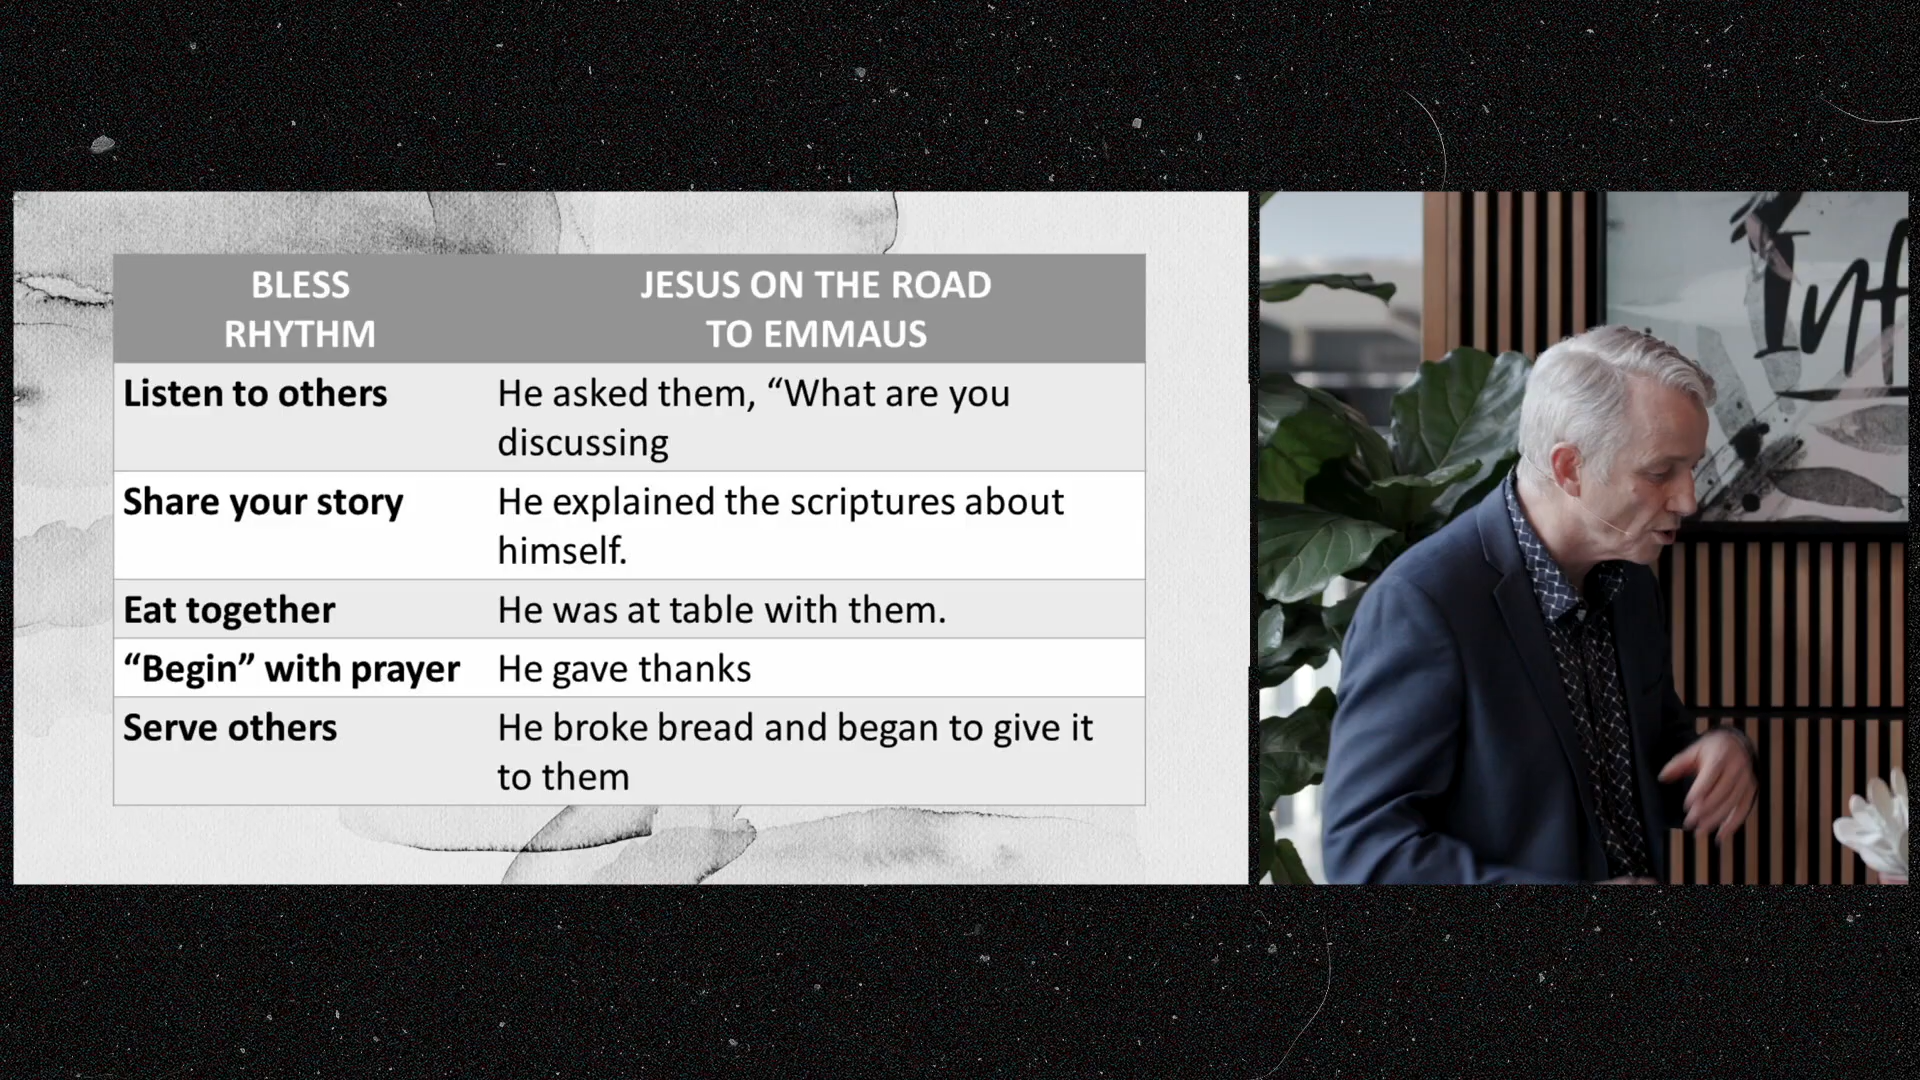 BLESS
RHYTHM
JESUS ON THE ROAD
TO EMMAUS
Listen to others
He asked them, “What are you
discussing
Share your story
He explained the scriptures about
himself.
Eat together
He was at table with them.
“Begin” with prayer
He gave thanks
Serve others
He broke bread and began to give it
to them